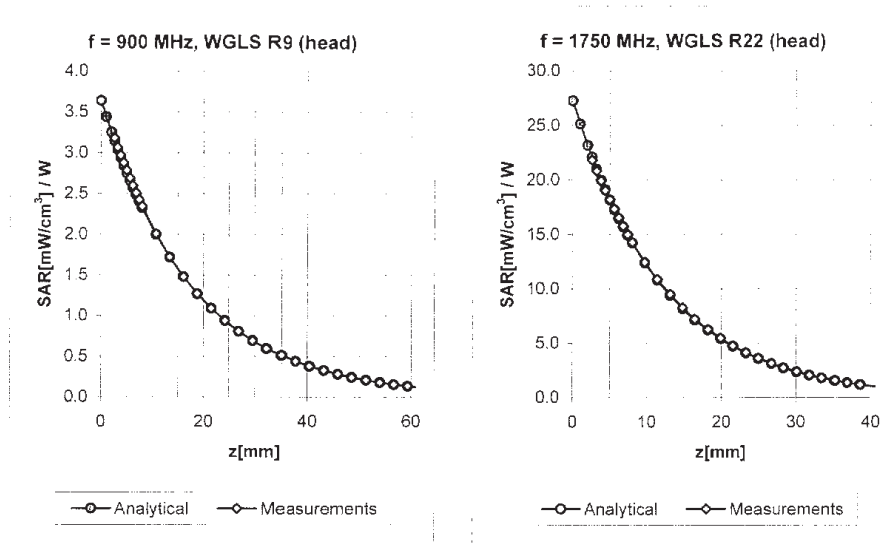 f = 900 MHz, WGLS R9 (head)
4.0
3.5
3.0
2.5
2.0
1.5
1.0
0.5
0.0
SAR[mW/cm³] / W
0 20 40 60
z[mm]
Analytical Measurements
f = 1750 MHz, WGLS R22 (head)
30.0
25.0
20.0
15.0
10.0
5.0
0.0
SAR[mW/cm³] / W
0 10 20 30 40
z[mm]
Analytical Measurements